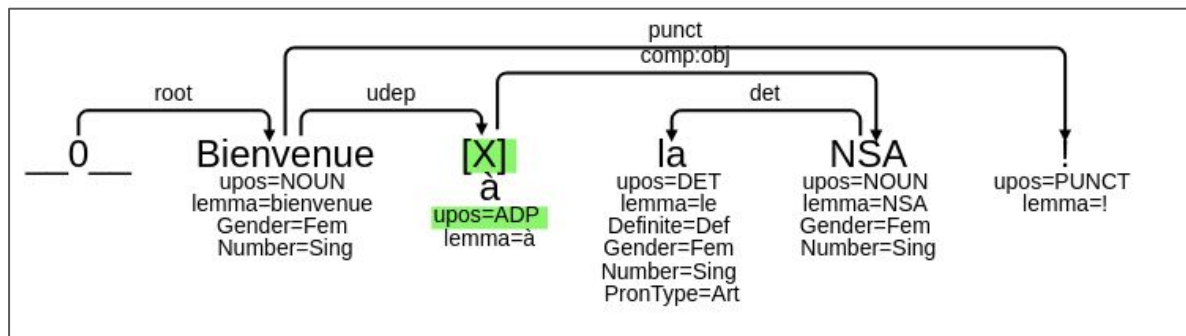 punct
comp:obj
root udep det
__0__ Bienvenue [X] la NSA !
à
upos=NOUN upos=ADP upos=DET upos=NOUN upos=PUNCT
lemma=bienvenue lemma=à lemma=le lemma=NSA lemma=!
Gender=Fem Definite=Def Gender=Fem
Number=Sing Gender=Fem Number=Sing
Number=Sing
PronType=Art